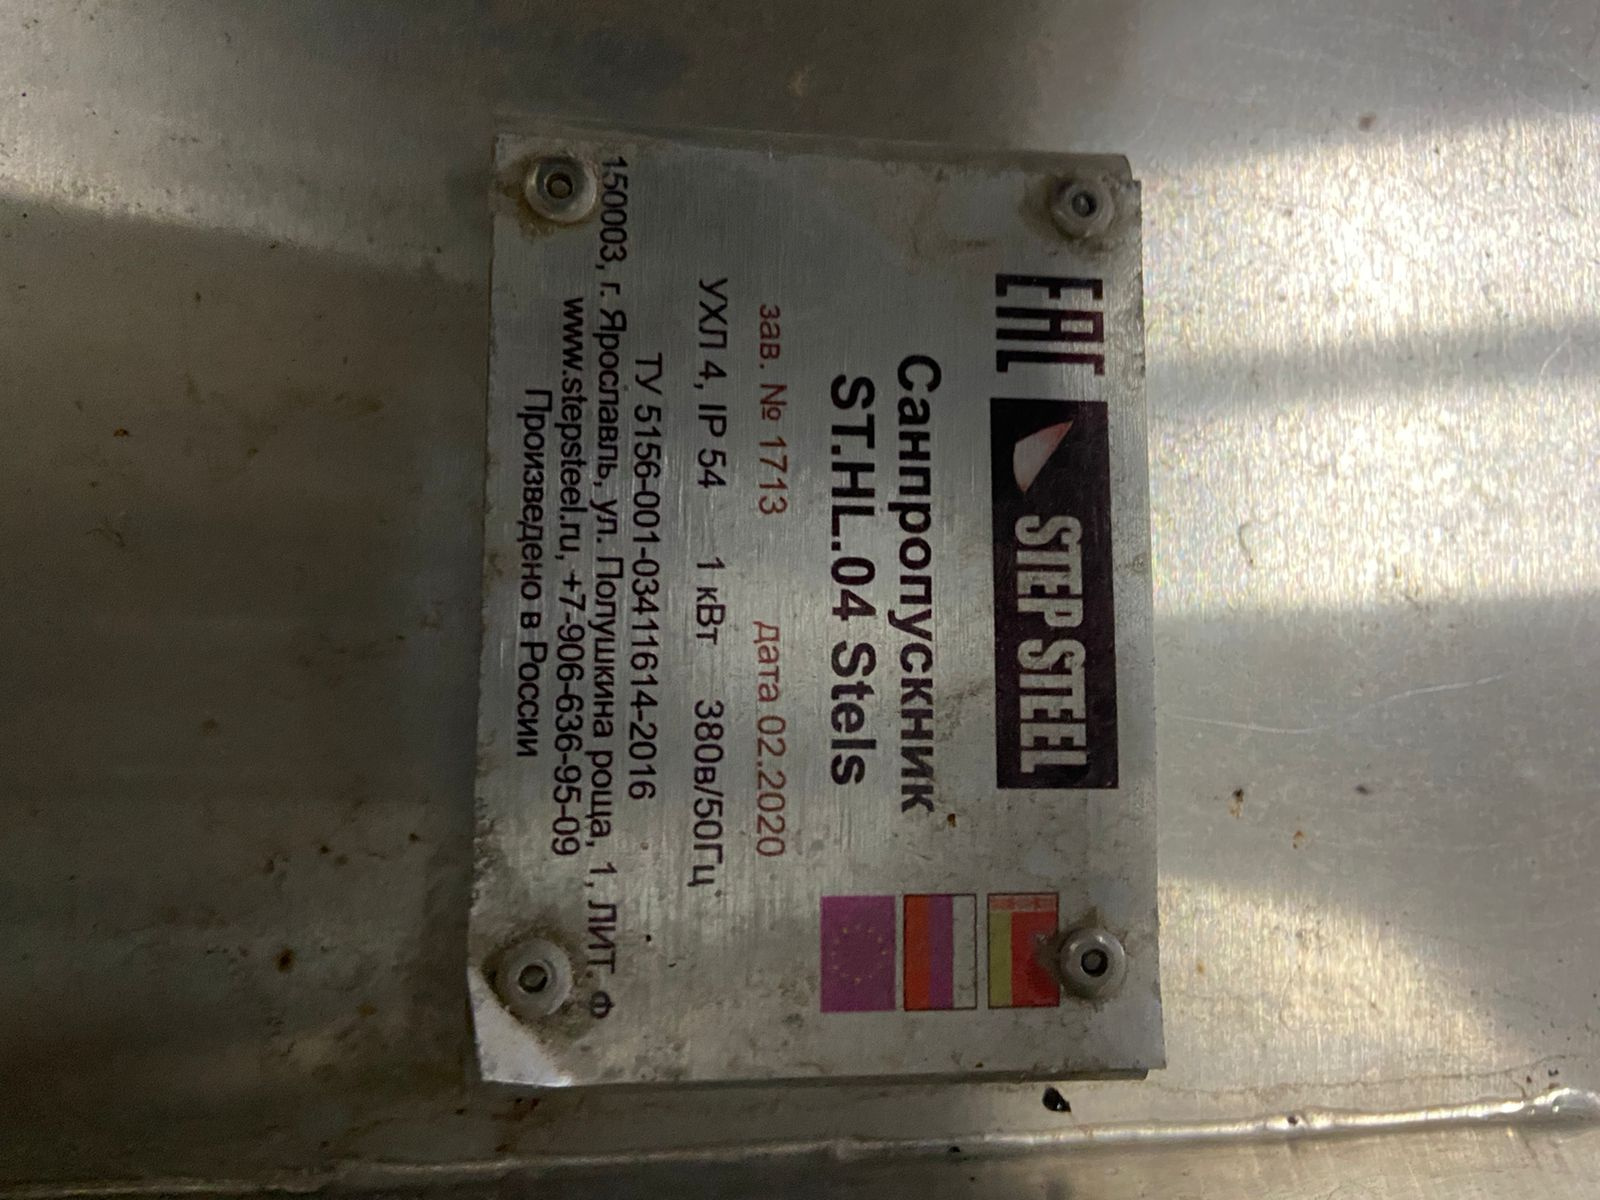 EAC STEP STEEL
Санпропускник
ST.HL.04 Stels
зав. № 1713 дата 02.2020
УХЛ 4, IP 54 1 кВт 380в/50Гц
ТУ 5156-001-03411614-2016
150003, г. Ярославль, ул. Полушкина роща, 1, ЛИТ. Ф
www.stepsteel.ru, +7-906-636-95-09
Произведено в России